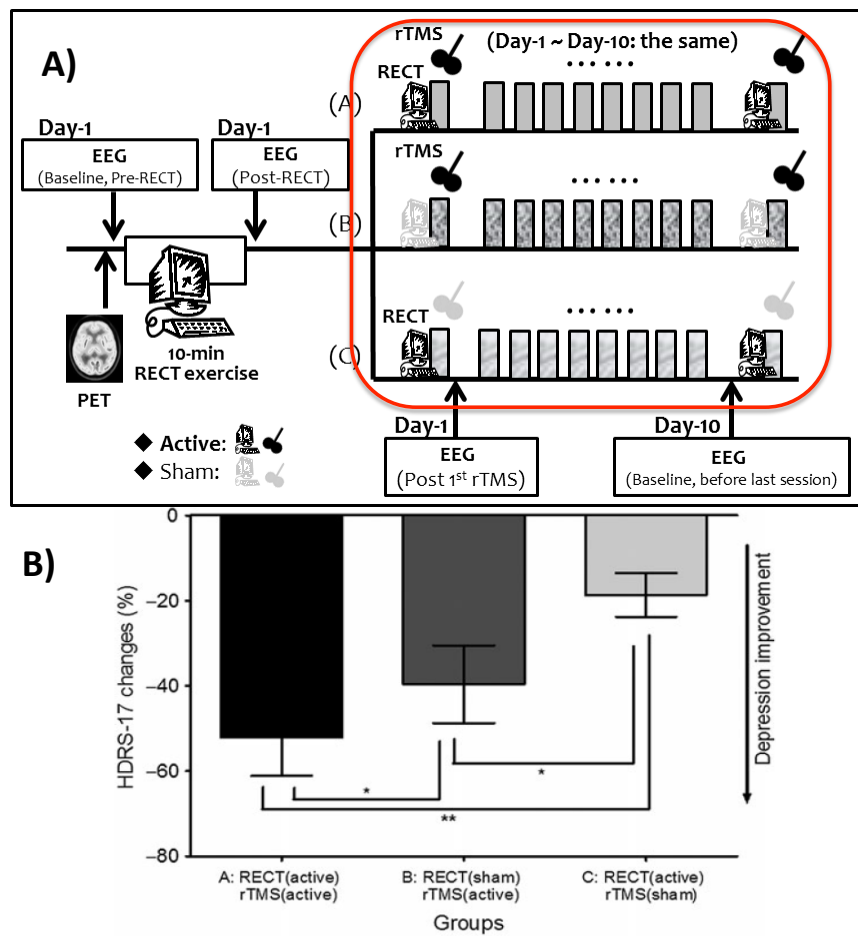 A)
rTMS
(Day-1 ~ Day-10: the same)
RECT
......
(A)
Day-1
EEG
(Baseline, Pre-RECT)
Day-1
EEG
(Post-RECT)
rTMS
......
(B)
RECT
......
(C)
10-min
RECT exercise
PET
Active:
Sham:
Day-1
EEG
(Post 1st rTMS)
Day-10
EEG
(Baseline, before last session)
B)
HDRS-17 changes (%)
0
−20
−40
−60
−80
*
*
**
Depression improvement
A: RECT(active)
rTMS(active)
B: RECT(sham)
rTMS(active)
C: RECT(active)
rTMS(sham)
Groups